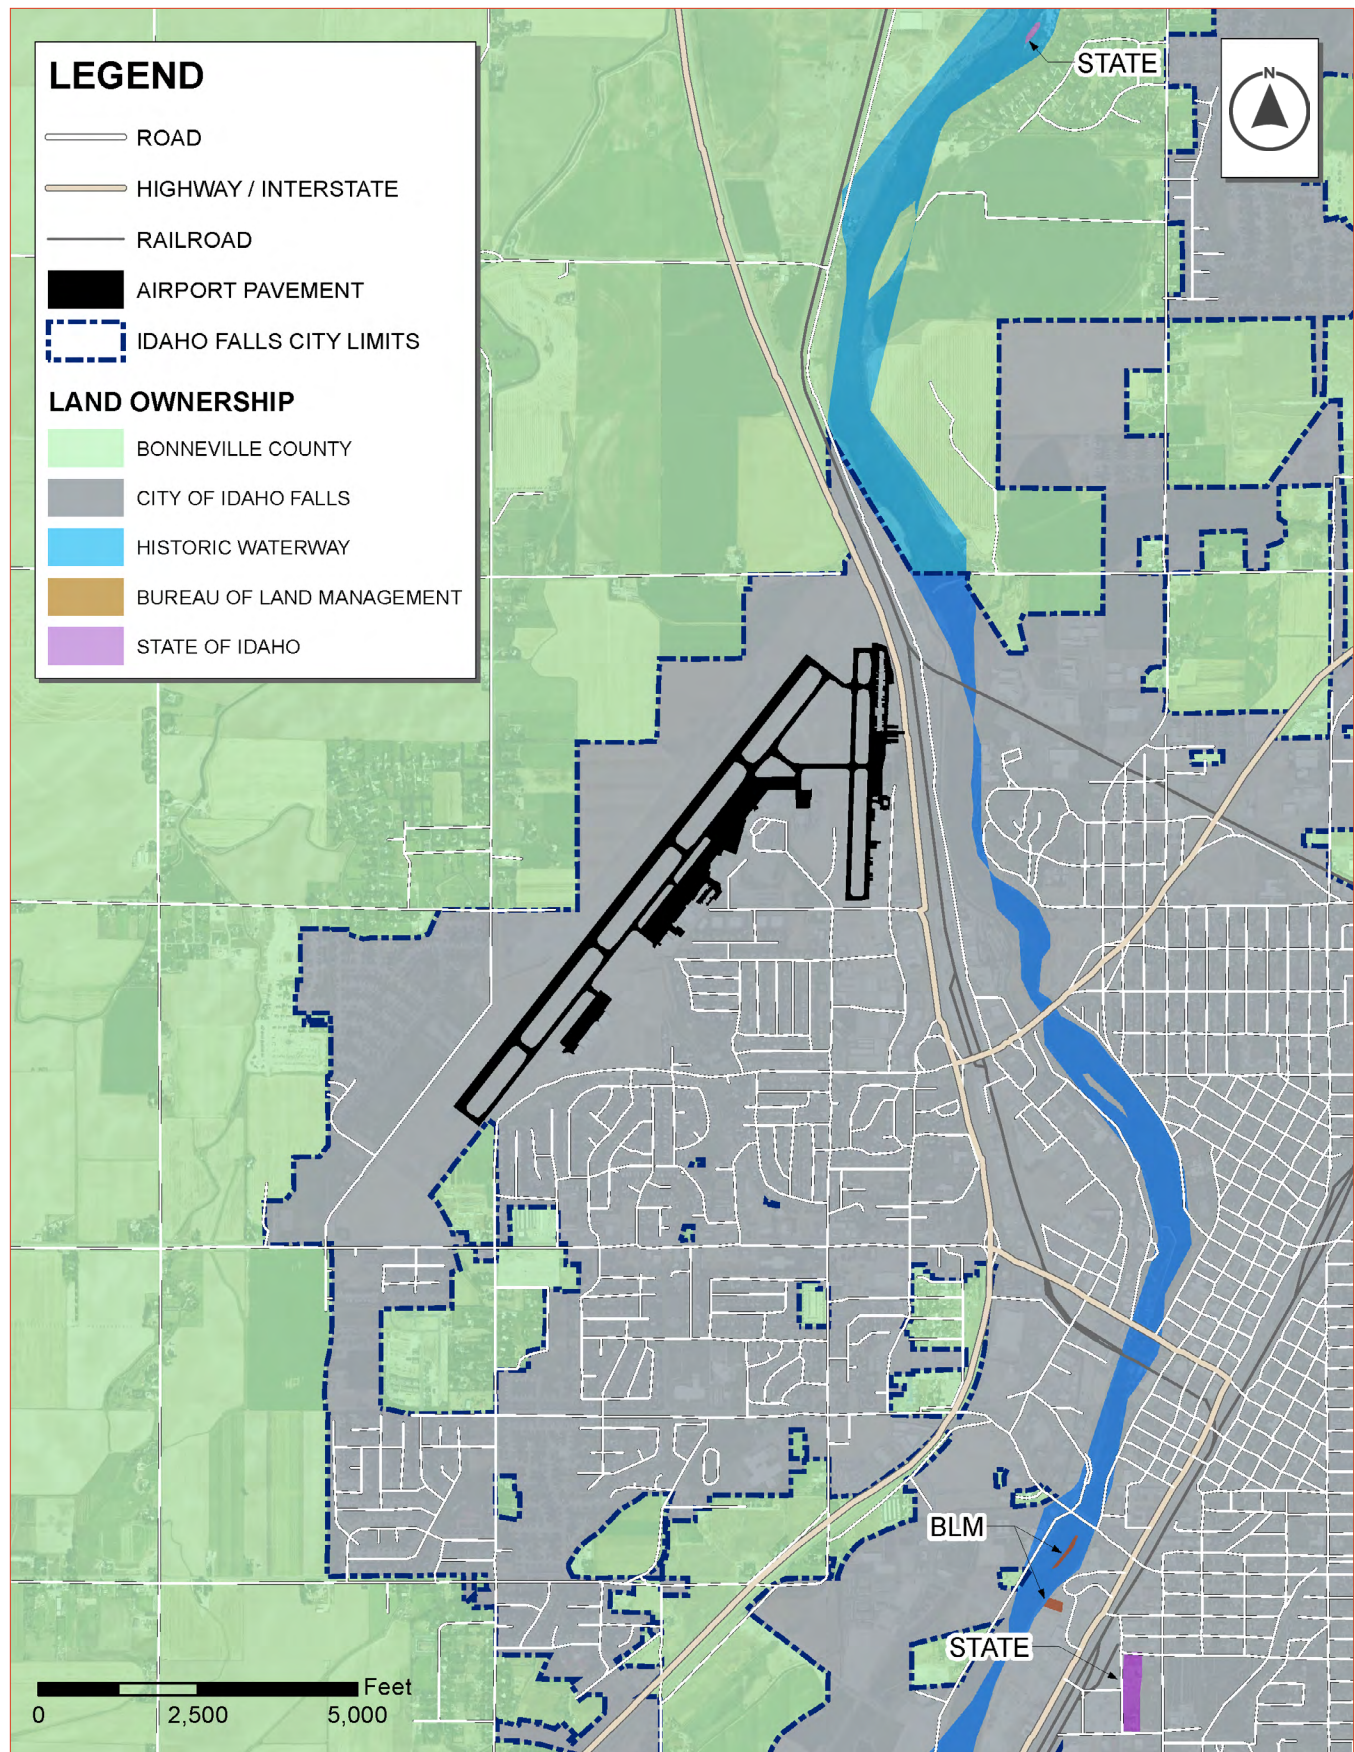 LEGEND
ROAD
HIGHWAY / INTERSTATE
RAILROAD
AIRPORT PAVEMENT
IDAHO FALLS CITY LIMITS
LAND OWNERSHIP
BONNEVILLE COUNTY
CITY OF IDAHO FALLS
HISTORIC WATERWAY
BUREAU OF LAND MANAGEMENT
STATE OF IDAHO
STATE
N
BLM
STATE
Feet
0 2,500 5,000